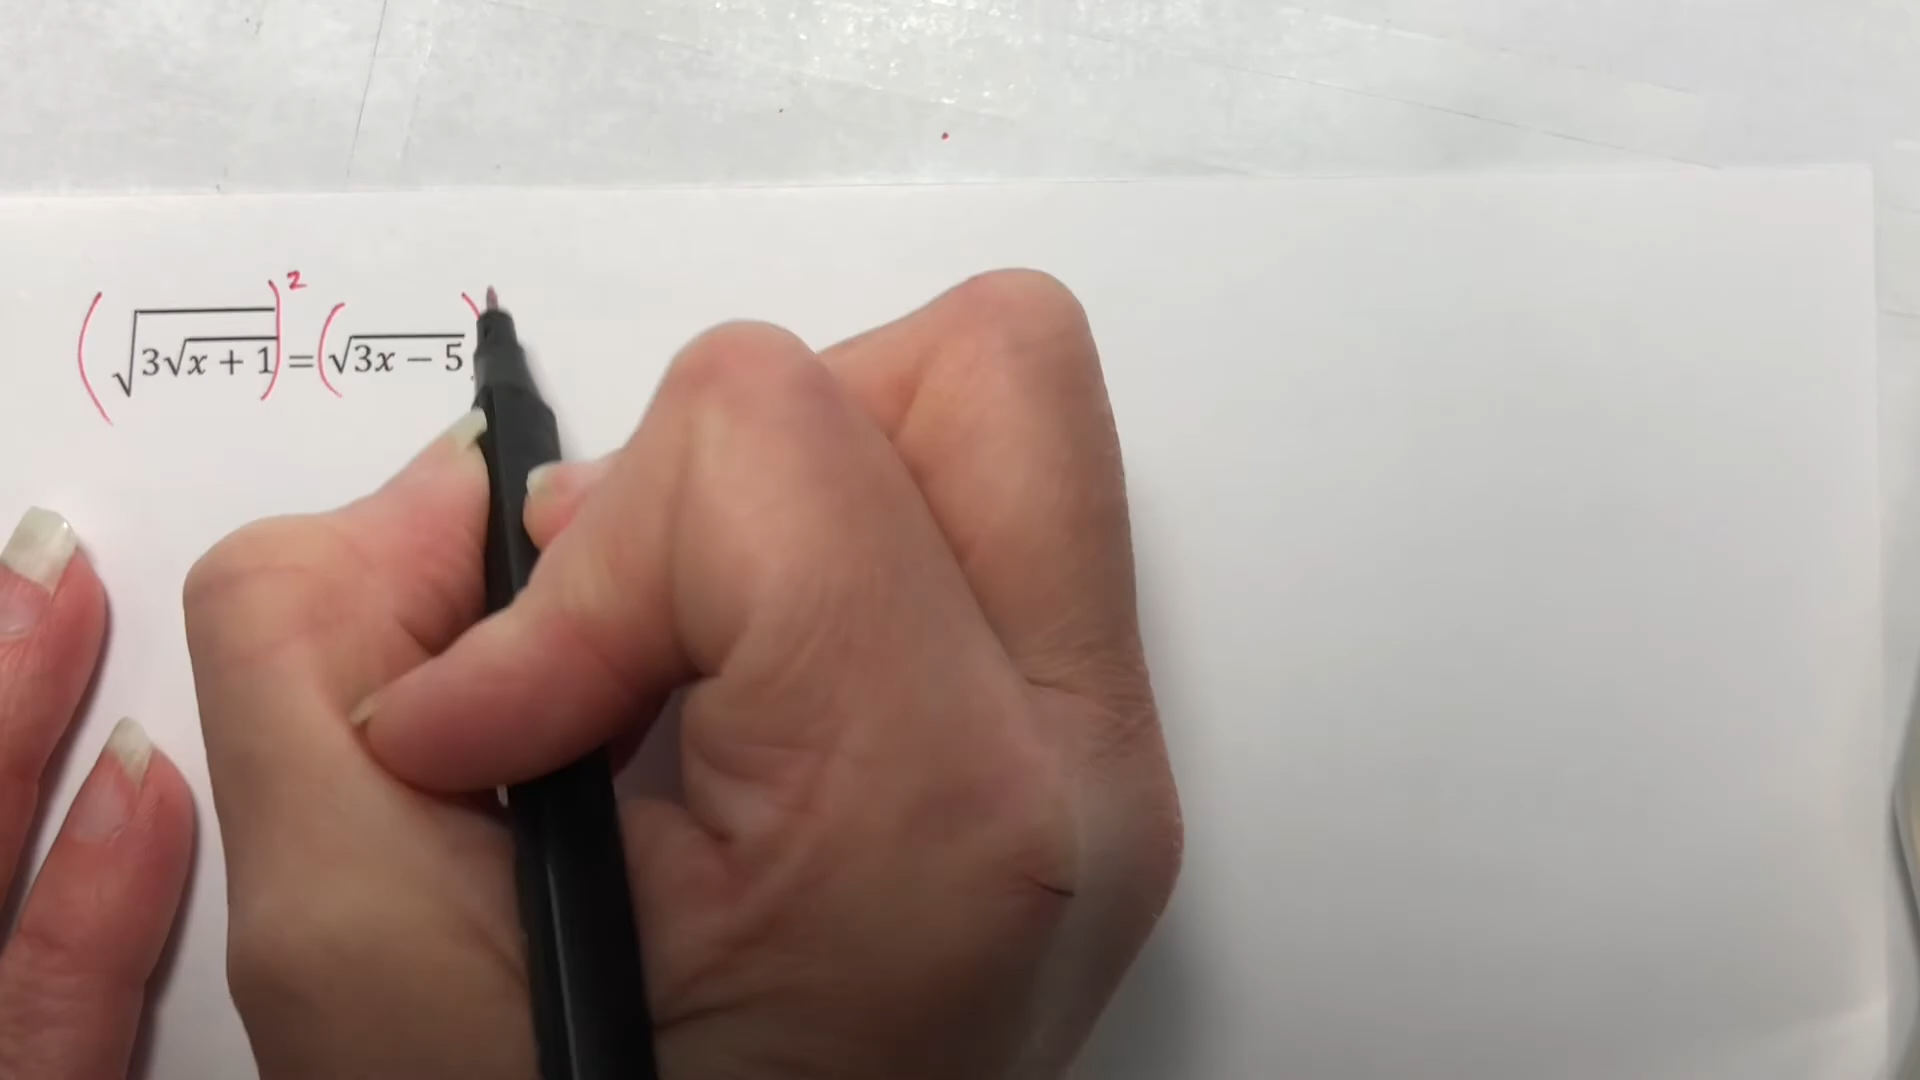 (√(3√(x + 1)))² = (√(3x − 5))